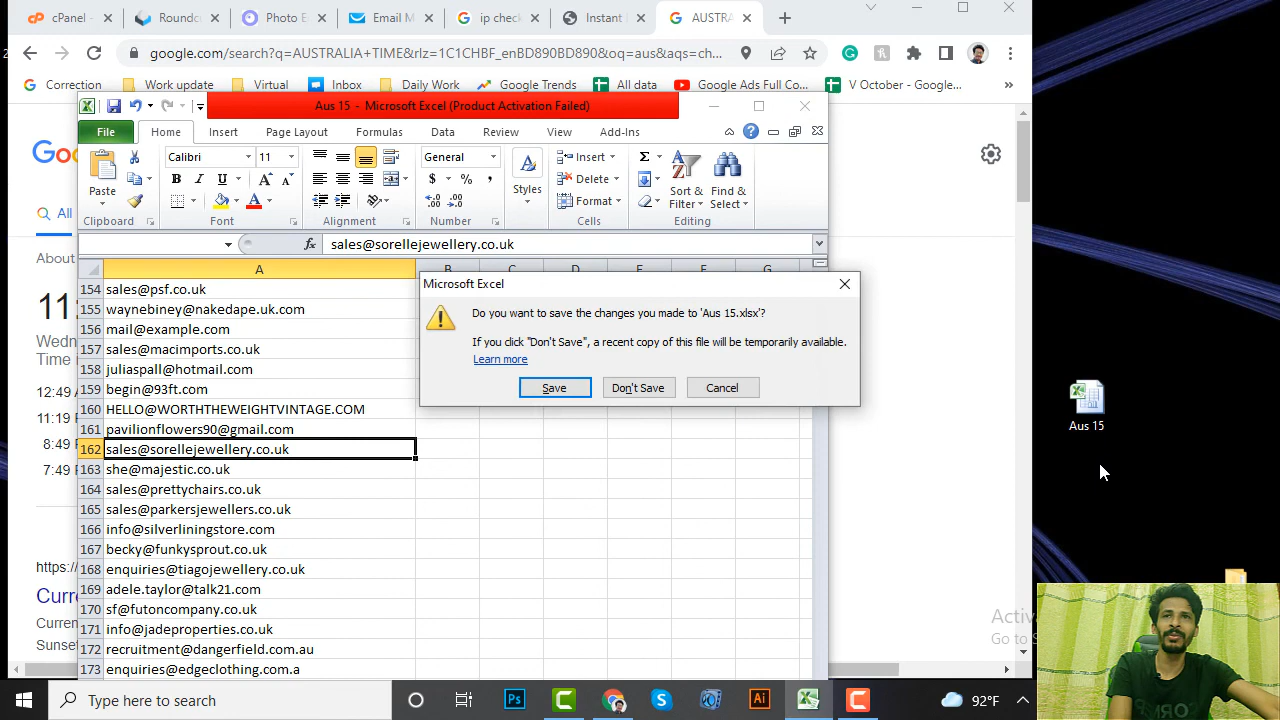 cPanel -
Roundcu
Photo E
Email M
ip check
Instant I
AUSTRA
google.com/search?q=AUSTRALIA+TIME&rlz=1C1CHBF_enBD890BD890&oq=aus&aqs=d...
Correction
Work update
Virtual
Inbox
Daily Work
Google Trends
All data
Google Ads Full Co...
V October - Google...
»
Aus 15 - Microsoft Excel (Product Activation Failed)
File
Home
Insert
Page Layou
Formulas
Data
Review
View
Add-Ins
Paste
Calibri
11
General
Styles
Insert
Delete
Format
Sort &
Filter
Find &
Select
Clipboard
Font
Alignment
Number
Cells
Editing
fx
sales@sorellejewellery.co.uk
A B C D E F G
154 sales@psf.co.uk
155 waynebiney@nakedape.uk.com
156 mail@example.com
157 sales@macimports.co.uk
158 juliaspall@hotmail.com
159 begin@93ft.com
160 HELLO@WORTHTHEWEIGHTVINTAGE.COM
161 pavilionflowers90@gmail.com
162 sales@sorellejewellery.co.uk
163 she@majestic.co.uk
164 sales@prettychairs.co.uk
165 sales@parkersjewellers.co.uk
166 info@silverliningstore.com
167 becky@funkysprout.co.uk
168 enquiries@tiagojewellery.co.uk
169 adele.taylor@talk21.com
170 sf@futoncompany.co.uk
171 info@jadeproperties.co.uk
172 recruitment@dangerfield.com.au
173 enquiries@edgeclothing.com.a
Microsoft Excel
Do you want to save the changes you made to 'Aus 15.xlsx'?
If you click "Don't Save", a recent copy of this file will be temporarily available.
Learn more
Save
Don't Save
Cancel
Goo
All
About
11
Wedn
Time
12:49
11:19
8:49
7:49
https:/
Curre
Curren
Sunset
Aus 15
Activ
Go to S
Type here to search
Ps
Ai
92°F